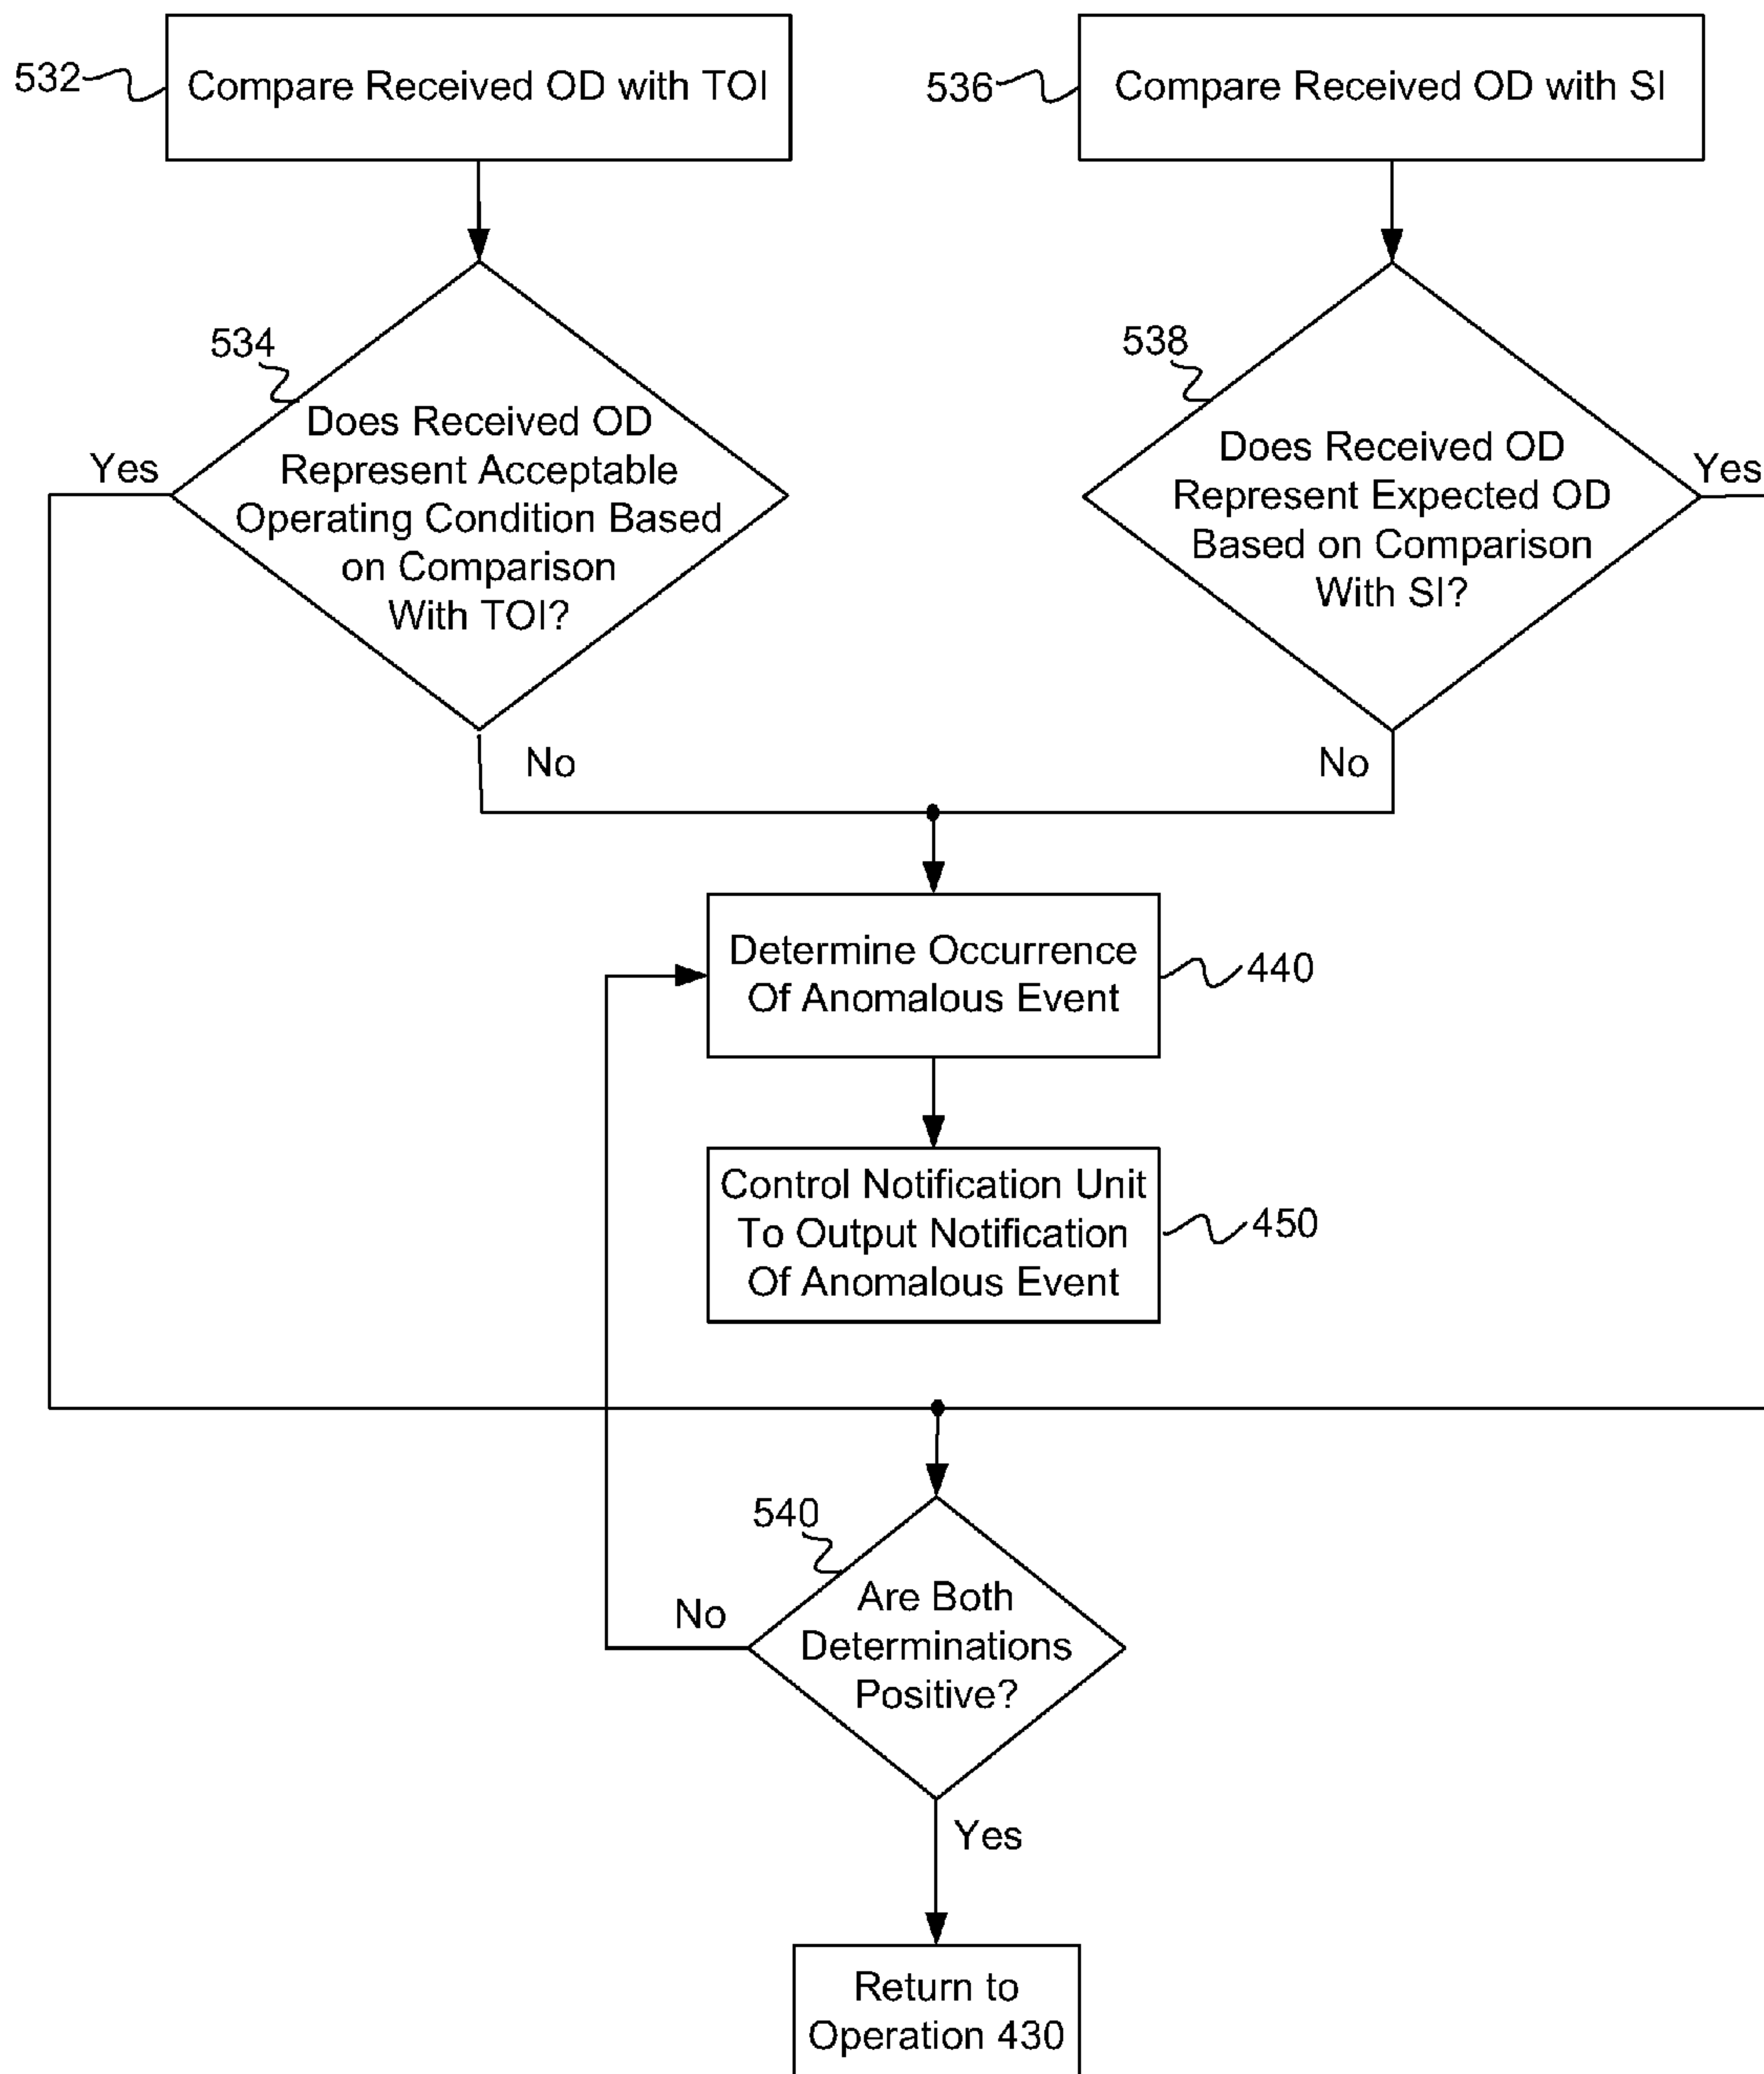 532
Compare Received OD with TOI
536
Compare Received OD with SI
534
Does Received OD
Represent Acceptable
Operating Condition Based
on Comparison
With TOI?
Yes
No
538
Does Received OD
Represent Expected OD
Based on Comparison
With SI?
Yes
No
Determine Occurrence
Of Anomalous Event
440
Control Notification Unit
To Output Notification
Of Anomalous Event
450
540
Are Both
Determinations
Positive?
No
Yes
Return to
Operation 430